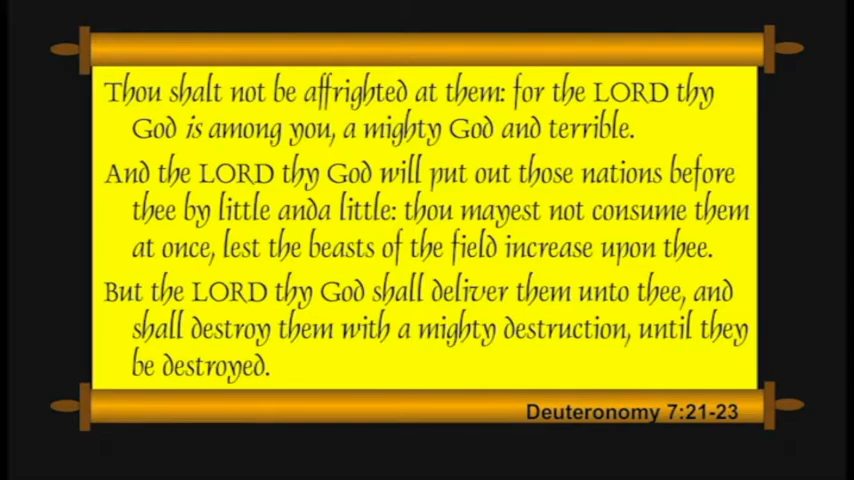 Thou shalt not be affrighted at them: for the LORD thy
God is among you, a mighty God and terrible.
And the LORD thy God will put out those nations before
thee by little anda little: thou mayest not consume them
at once, lest the beasts of the field increase upon thee.
But the LORD thy God shall deliver them unto thee, and
shall destroy them with a mighty destruction, until they
be destroyed.
Deuteronomy 7:21-23